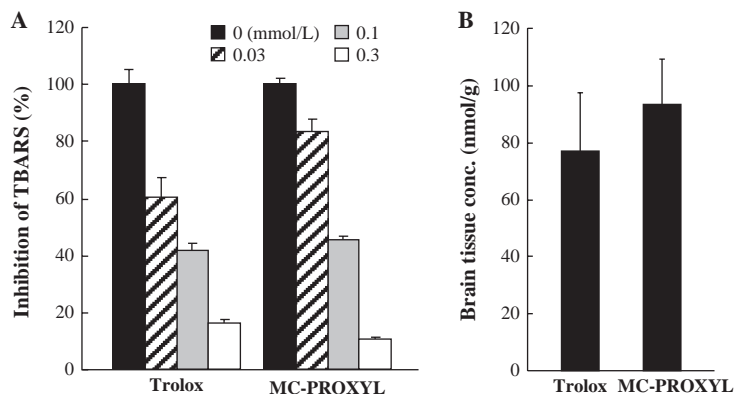 A
0 (mmol/L)
0.1
0.03
0.3
Inhibition of TBARS (%)
120
100
80
60
40
20
0
Trolox
MC-PROXYL
B
Brain tissue conc. (nmol/g)
120
100
80
60
40
20
0
Trolox
MC-PROXYL